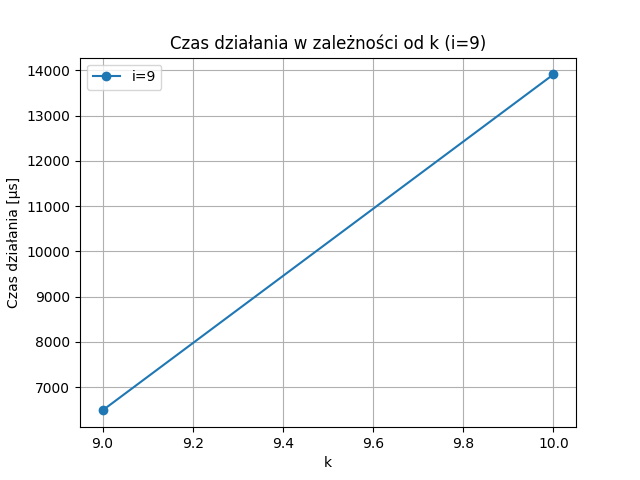 Czas działania w zależności od k (i=9)
i=9
Czas działania [µs]
14000
13000
12000
11000
10000
9000
8000
7000
9.0 9.2 9.4 9.6 9.8 10.0
k